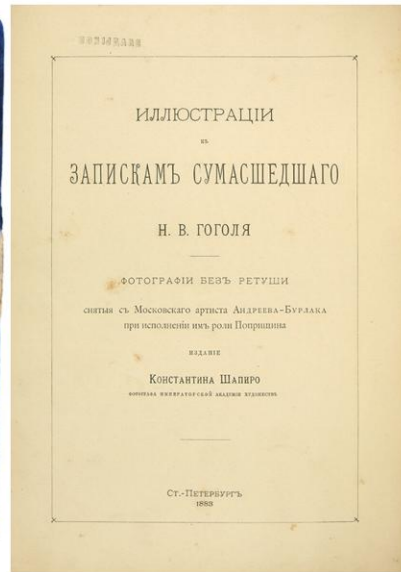 ИЛЛЮСТРАЦІИ
КЪ
ЗАПИСКАМЪ СУМАСШЕДШАГО
Н. В. ГОГОЛЯ
ФОТОГРАФІИ БЕЗЪ РЕТУШИ
снятыя съ Московскаго артиста Андреева-Бурлака
при исполненіи имъ роли Поприщина
ИЗДАНІЕ
Константина Шапиро
ФОТОГРАФА ИМПЕРАТОРСКОЙ АКАДЕМІИ ХУДОЖЕСТВЪ
Ст.-Петербургъ
1883